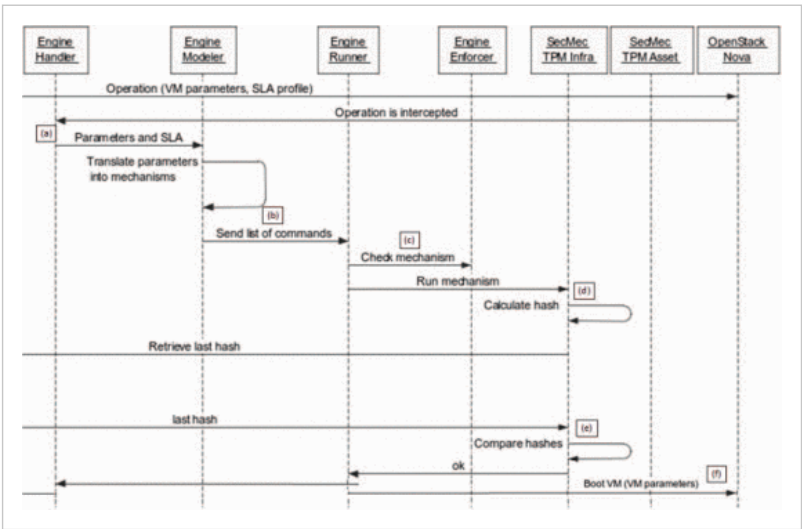 Engine
Handler
Engine
Modeler
Engine
Runner
Engine
Enforcer
SecMec
TPM Infra
SecMec
TPM Asset
OpenStack
Nova
Operation (VM parameters, SLA profile)
Operation is intercepted
(a)
Parameters and SLA
Translate parameters
into mechanisms
(b)
Send list of commands
(c)
Check mechanism
Run mechanism
(d)
Calculate hash
Retrieve last hash
last hash
(e)
Compare hashes
ok
(f)
Boot VM (VM parameters)